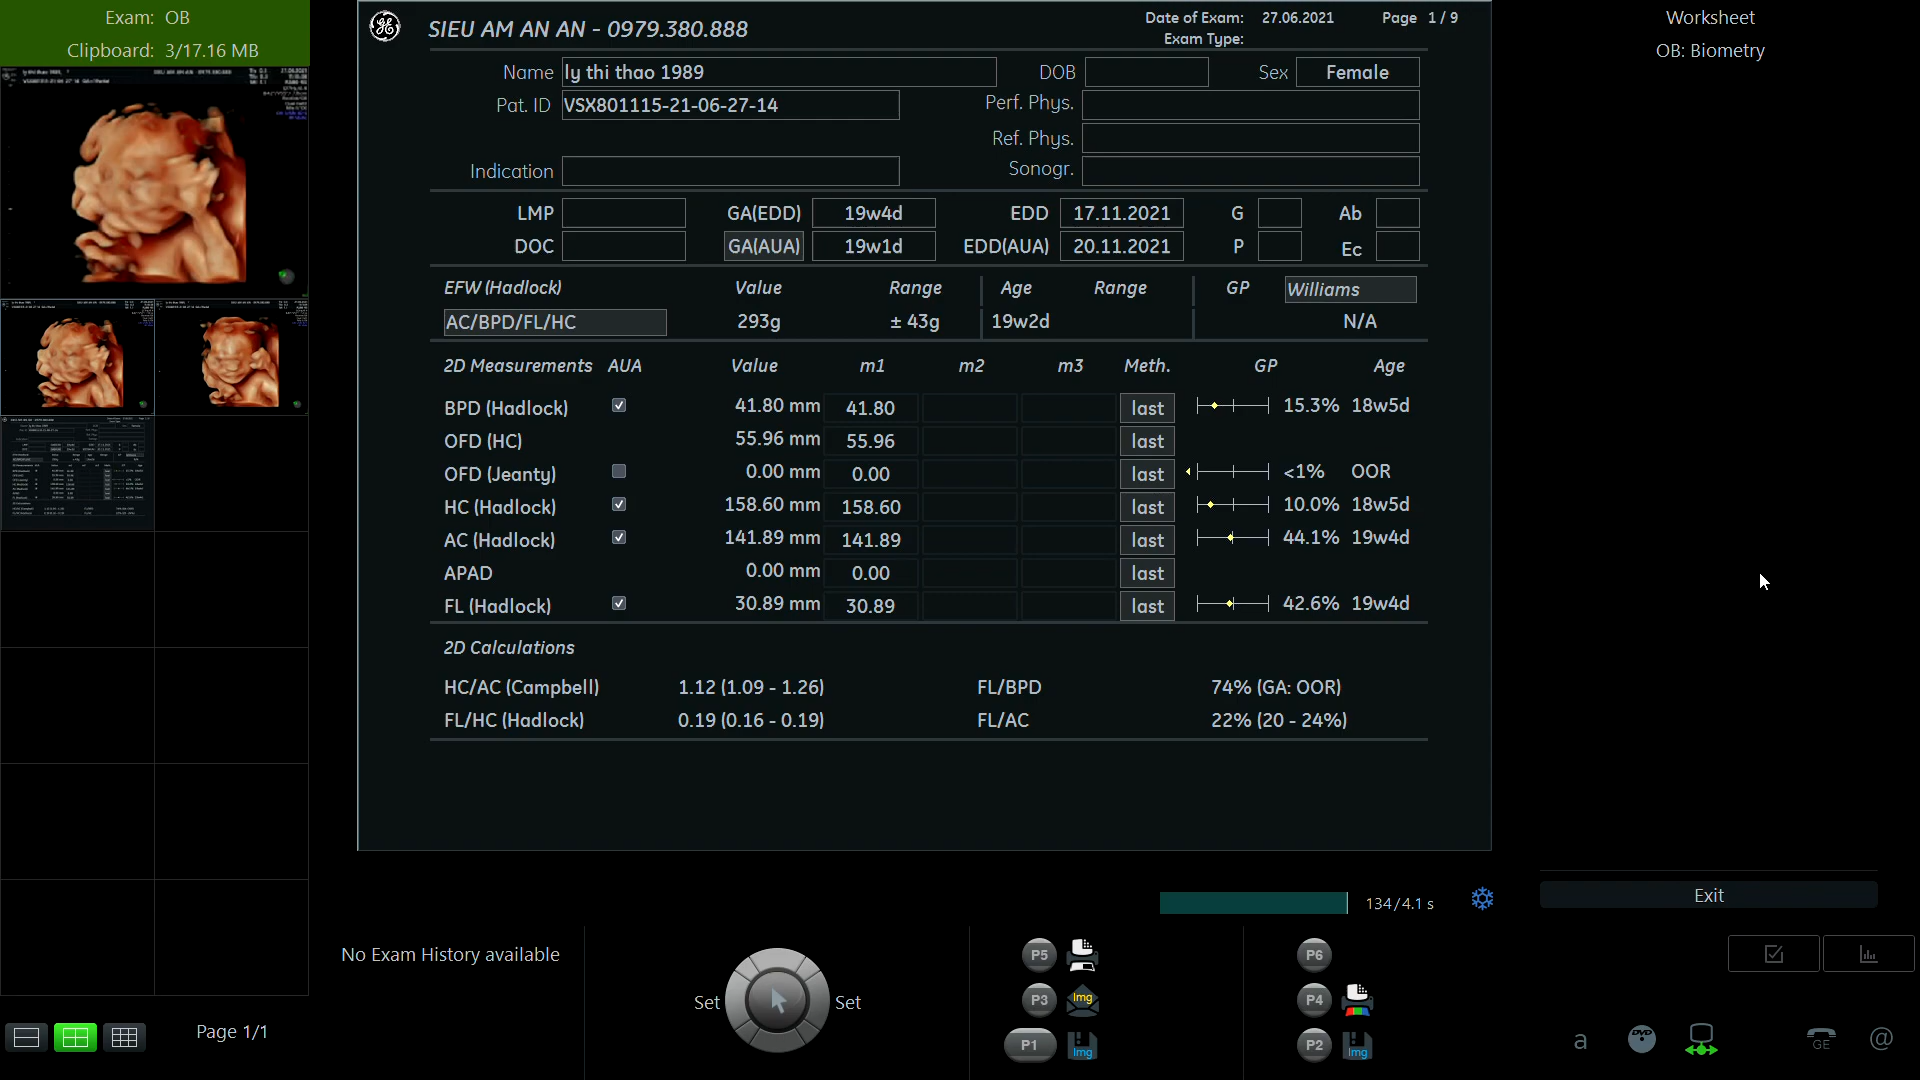 Exam: OB
Clipboard: 3/17.16 MB
SIEU AM AN AN - 0979.380.888
Date of Exam: 27.06.2021 Page 1 / 9
Exam Type:
Name ly thi thao 1989 DOB Sex Female
Pat. ID VSX801115-21-06-27-14 Perf. Phys.
Ref. Phys.
Indication Sonogr.
LMP GA(EDD) 19w4d EDD 17.11.2021 G Ab
DOC GA(AUA) 19w1d EDD(AUA) 20.11.2021 P Ec
EFW (Hadlock) Value Range Age Range GP Williams
AC/BPD/FL/HC 293g ± 43g 19w2d N/A
2D Measurements AUA Value m1 m2 m3 Meth. GP Age
BPD (Hadlock) 41.80 mm 41.80 last 15.3% 18w5d
OFD (HC) 55.96 mm 55.96 last
OFD (Jeanty) 0.00 mm 0.00 last <1% OOR
HC (Hadlock) 158.60 mm 158.60 last 10.0% 18w5d
AC (Hadlock) 141.89 mm 141.89 last 44.1% 19w4d
APAD 0.00 mm 0.00 last
FL (Hadlock) 30.89 mm 30.89 last 42.6% 19w4d
2D Calculations
HC/AC (Campbell) 1.12 (1.09 - 1.26) FL/BPD 74% (GA: OOR)
FL/HC (Hadlock) 0.19 (0.16 - 0.19) FL/AC 22% (20 - 24%)
Worksheet
OB: Biometry
134/4.1 s
Exit
No Exam History available
Set Set
P5 P6
P3 Img P4
P1 Img P2 Img
Page 1/1
a DVD GE @